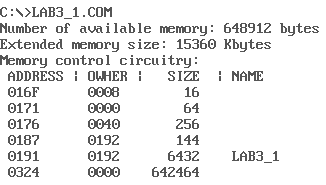 C:\>LAB3_1.COM
Number of available memory: 648912 bytes
Extended memory size: 15360 Kbytes
Memory control circuitry:
ADDRESS | OWHER | SIZE | NAME
016F 0008 16
0171 0000 64
0176 0040 256
0187 0192 144
0191 0192 6432 LAB3_1
0324 0000 642464